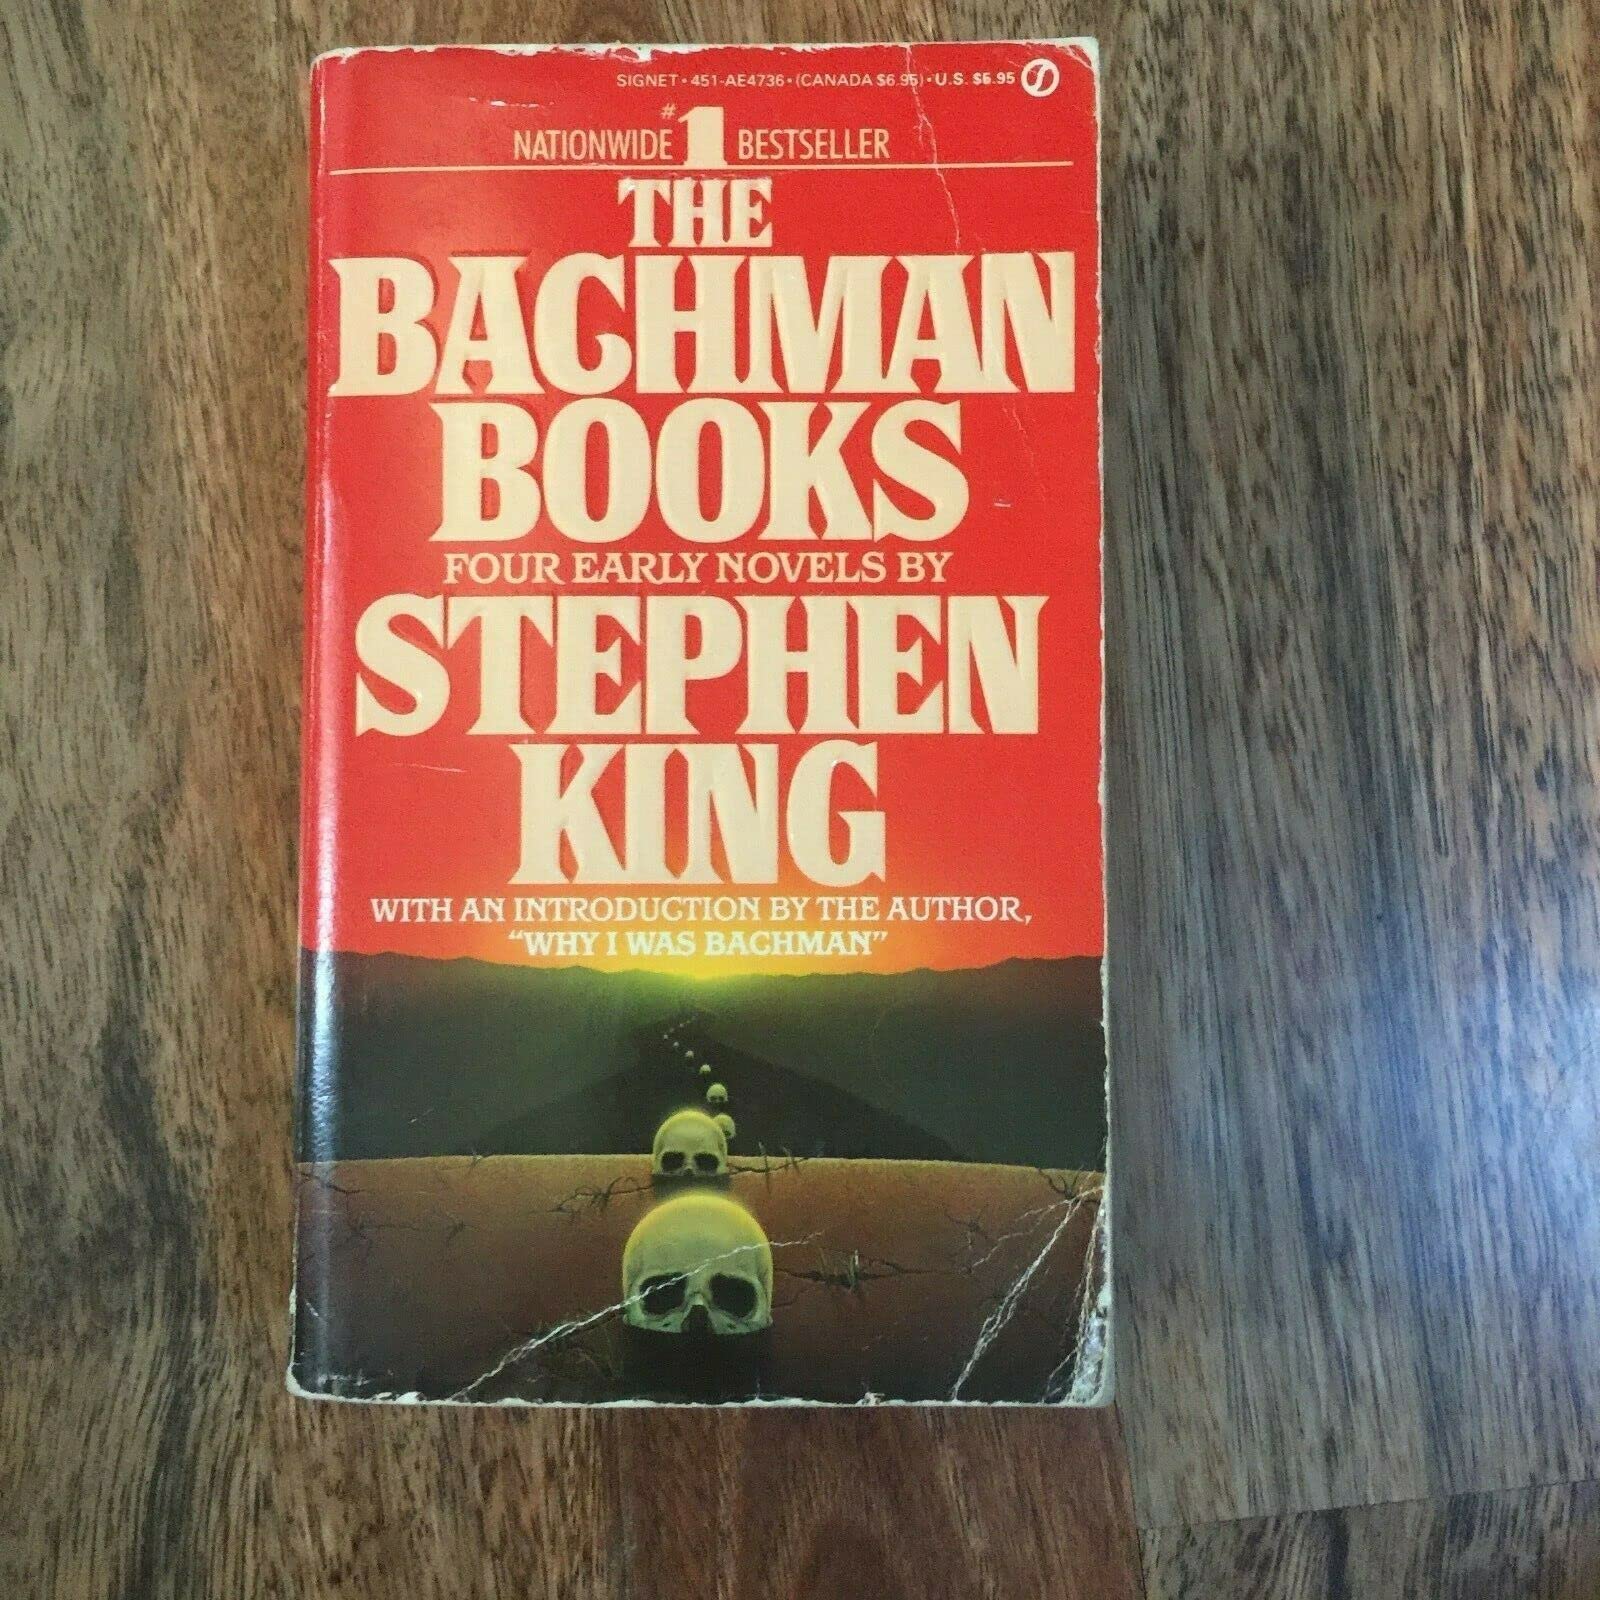 SIGNET • 451-AE4736 • (CANADA $6.95) • U.S. $5.95
#1
NATIONWIDE BESTSELLER
THE
BACHMAN
BOOKS
FOUR EARLY NOVELS BY
STEPHEN
KING
WITH AN INTRODUCTION BY THE AUTHOR,
“WHY I WAS BACHMAN”